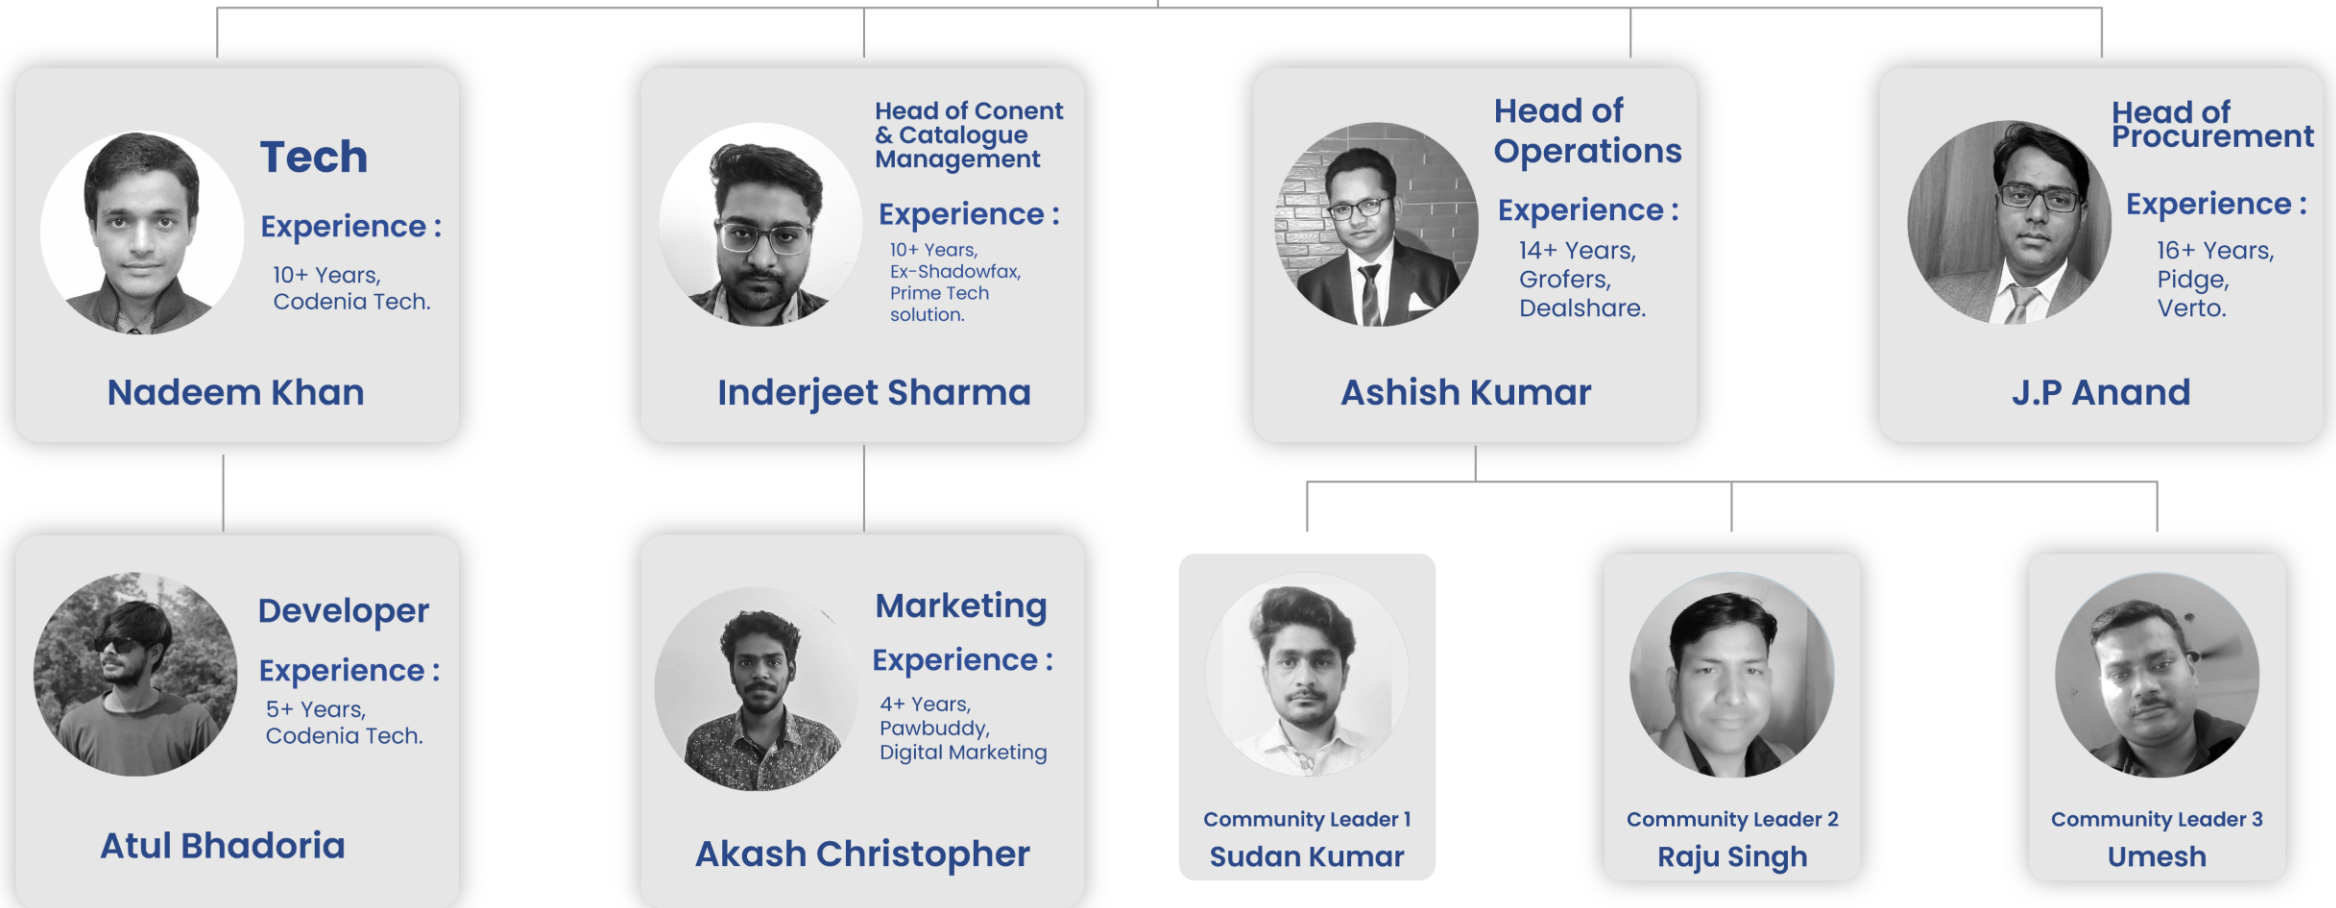 Tech
Experience :
10+ Years,
Codenia Tech.
Nadeem Khan
Head of Conent
& Catalogue
Management
Experience :
10+ Years,
Ex-Shadowfax,
Prime Tech
solution.
Inderjeet Sharma
Head of
Operations
Experience :
14+ Years,
Grofers,
Dealshare.
Ashish Kumar
Head of
Procurement
Experience :
16+ Years,
Pidge,
Verto.
J.P Anand
Developer
Experience :
5+ Years,
Codenia Tech.
Atul Bhadoria
Marketing
Experience :
4+ Years,
Pawbuddy,
Digital Marketing
Akash Christopher
Community Leader 1
Sudan Kumar
Community Leader 2
Raju Singh
Community Leader 3
Umesh